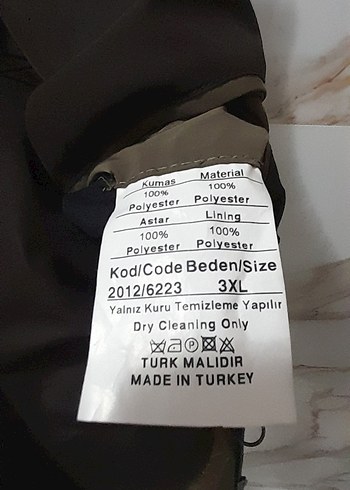 Kumas Material
100% 100%
Polyester Polyester
Astar Lining
100% 100%
Polyester Polyester
Kod/Code Beden/Size
2012/6223 3XL
Yalnız Kuru Temizleme Yapılır
Dry Cleaning Only
P
TURK MALIDIR
MADE IN TURKEY